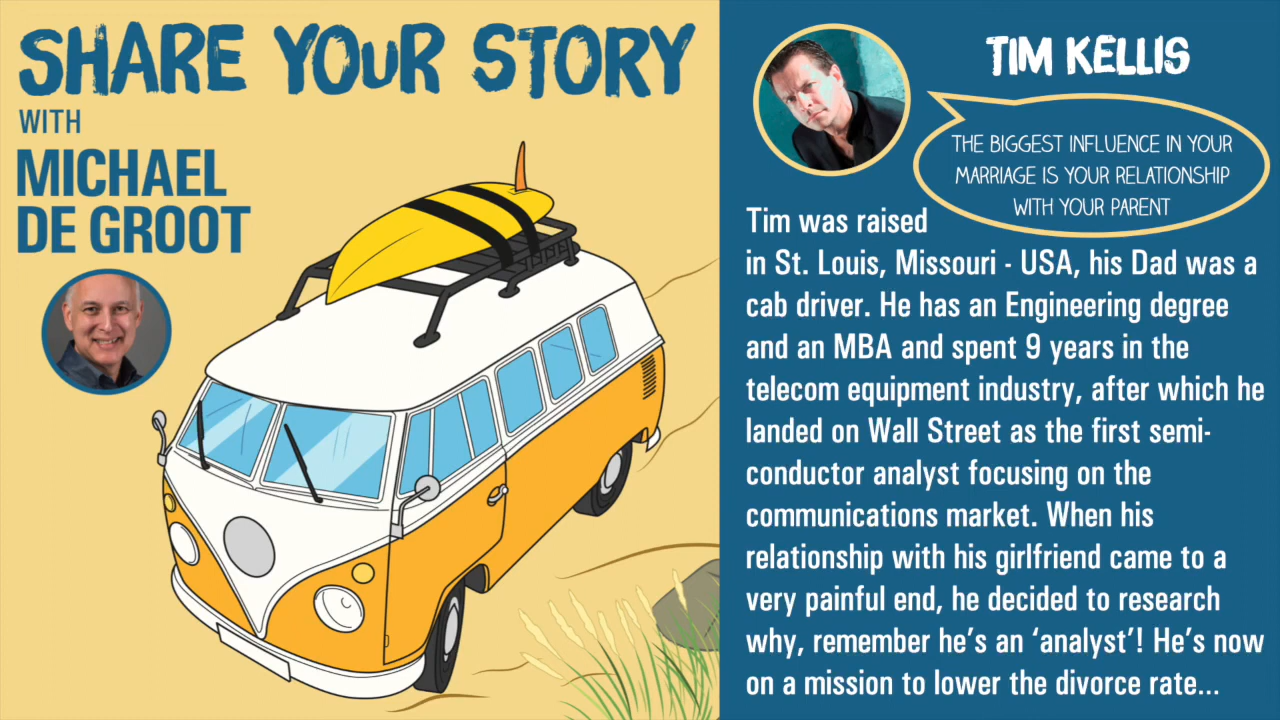 SHARE YOUR STORY
WITH
MICHAEL
DE GROOT
TIM KELLIS
THE BIGGEST INFLUENCE IN YOUR
MARRIAGE IS YOUR RELATIONSHIP
WITH YOUR PARENT
Tim was raised
in St. Louis, Missouri - USA, his Dad was a
cab driver. He has an Engineering degree
and an MBA and spent 9 years in the
telecom equipment industry, after which he
landed on Wall Street as the first semi-
conductor analyst focusing on the
communications market. When his
relationship with his girlfriend came to a
very painful end, he decided to research
why, remember he's an ‘analyst’! He's now
on a mission to lower the divorce rate...